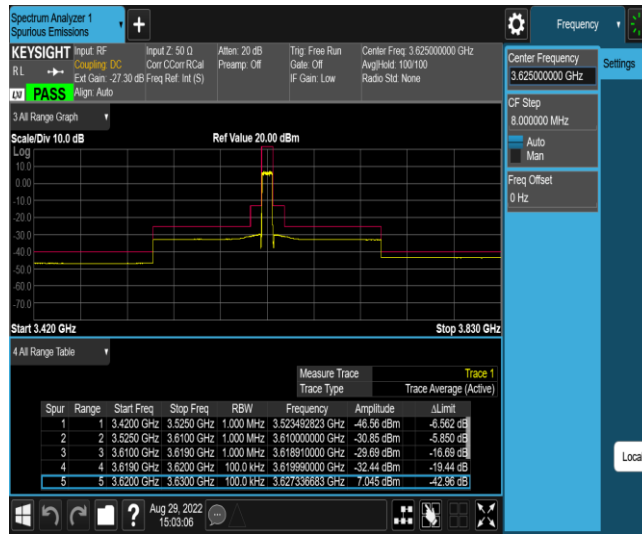 Spectrum Analyzer 1
Spurious Emissions
Frequency
KEYSIGHT
RL
LXI PASS
Input: RF
Coupling: DC
Ext Gain: -27.30 dB
Align: Auto
Input Z: 50 Ω
Corr CCorr RCal
Freq Ref: Int (S)
Atten: 20 dB
Preamp: Off
Trig: Free Run
Gate: Off
IF Gain: Low
Center Freq: 3.625000000 GHz
Avg|Hold: 100/100
Radio Std: None
Center Frequency
3.625000000 GHz
Settings
CF Step
8.000000 MHz
Auto
Man
Freq Offset
0 Hz
3 All Range Graph
Scale/Div 10.0 dB
Ref Value 20.00 dBm
Log
10.0
0.00
-10.0
-20.0
-30.0
-40.0
-50.0
-60.0
-70.0
Start 3.420 GHz
Stop 3.830 GHz
4 All Range Table
Measure Trace Trace 1
Trace Type Trace Average (Active)
Spur Range Start Freq Stop Freq RBW Frequency Amplitude ΔLimit
1 1 3.4200 GHz 3.5250 GHz 1.000 MHz 3.523492823 GHz -46.56 dBm -6.562 dB
2 2 3.5250 GHz 3.6100 GHz 1.000 MHz 3.610000000 GHz -30.85 dBm -5.850 dB
3 3 3.6100 GHz 3.6190 GHz 1.000 MHz 3.618910000 GHz -29.69 dBm -16.69 dB
4 4 3.6190 GHz 3.6200 GHz 100.0 kHz 3.619990000 GHz -32.44 dBm -19.44 dB
5 5 3.6200 GHz 3.6300 GHz 100.0 kHz 3.627336683 GHz 7.045 dBm -42.96 dB
Local
Aug 29, 2022
15:03:06